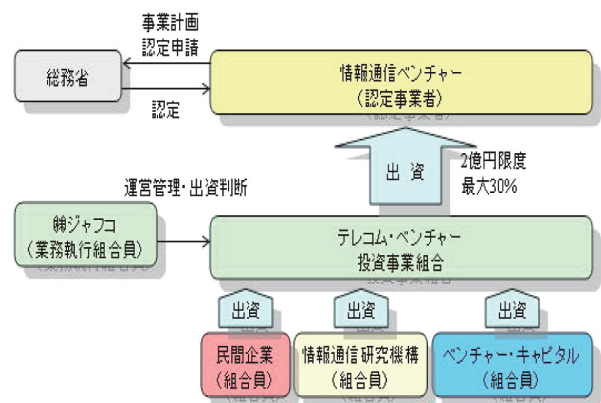 事業計画
認定申請
総務省
認定
情報通信ベンチャー
(認定事業者)
出 資
2億円限度
最大30%
運営管理・出資判断
㈱ジャフコ
(業務執行組合員)
テレコム・ベンチャー
投資事業組合
出資
出資
出資
民間企業
(組合員)
情報通信研究機構
(組合員)
ベンチャー・キャピタル
(組合員)